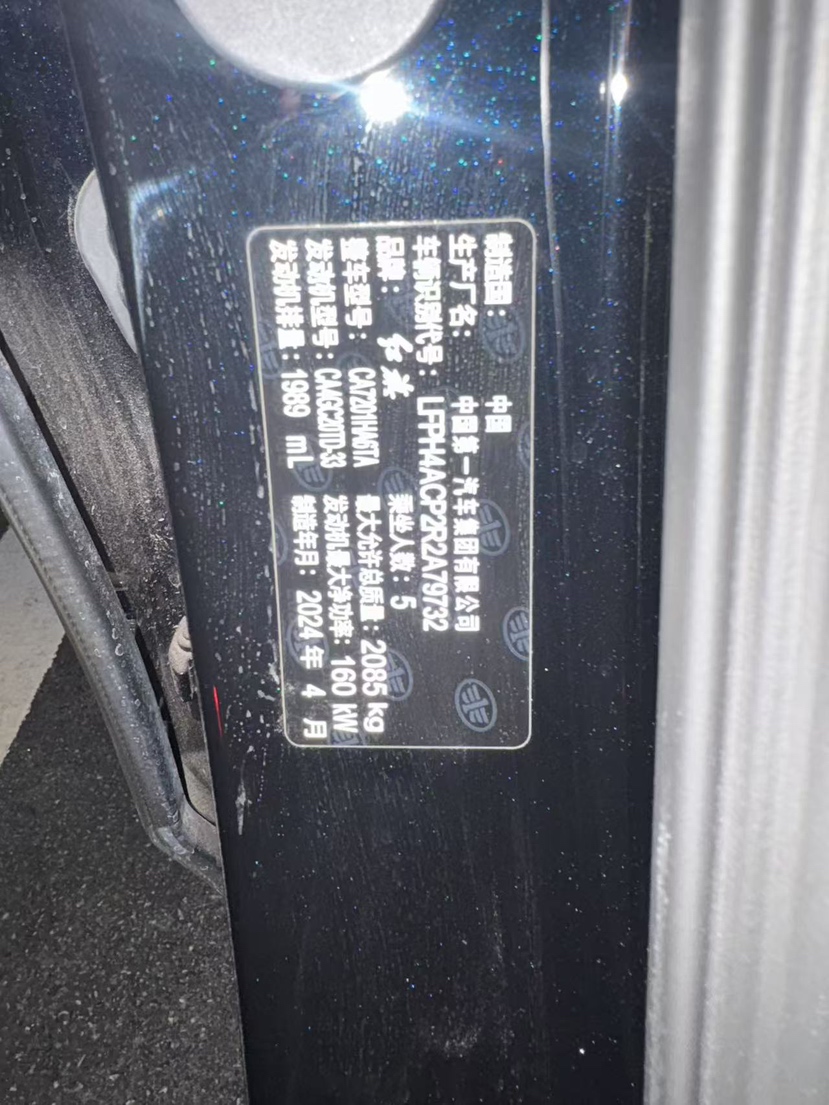 制造国： 中国
生产厂名： 中国第一汽车集团有限公司
车辆识别代号： LFPH4ACP2R2A79732
品牌： 红旗 乘坐人数： 5
整车型号： CA7201HA6TA 最大允许总质量： 2085 kg
发动机型号： CA4GC20TD-33 发动机最大净功率： 160 kW
发动机排量： 1989 mL 制造年月： 2024 年 4 月